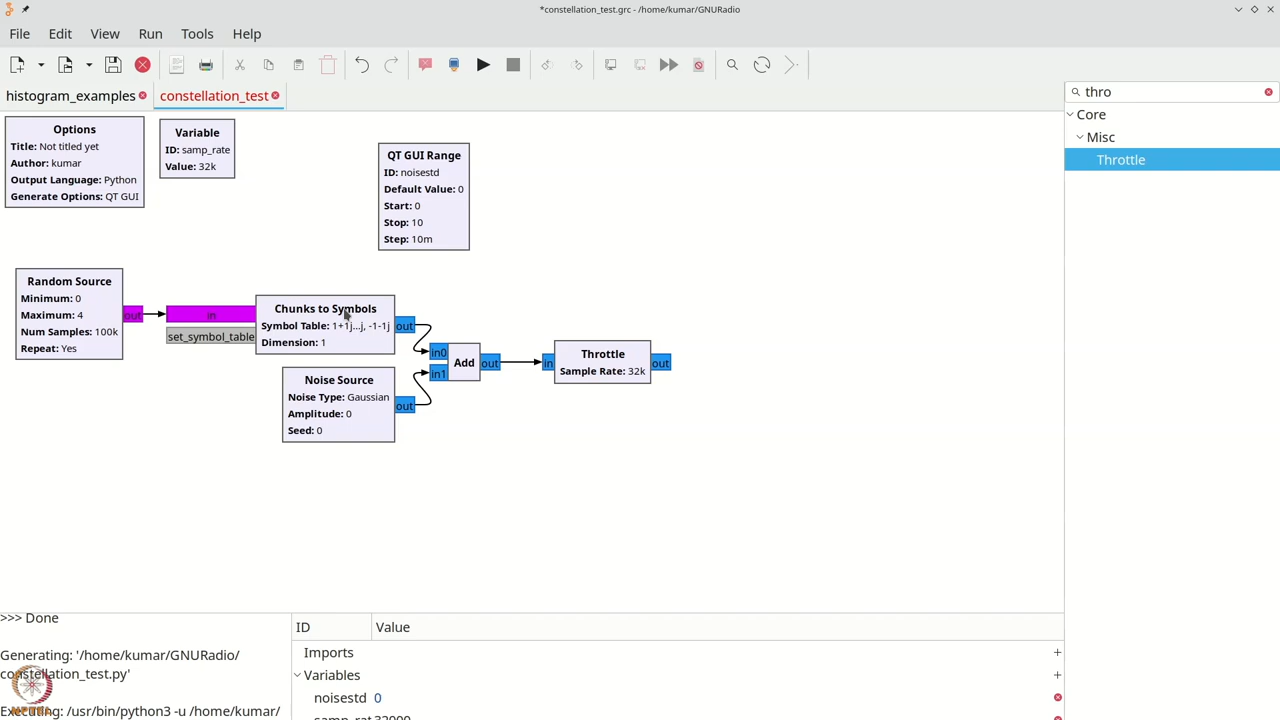 *constellation_test.grc - /home/kumar/GNURadio
File Edit View Run Tools Help
histogram_examples constellation_test
thro
Core
Misc
Throttle
Options
Title: Not titled yet
Author: kumar
Output Language: Python
Generate Options: QT GUI
Variable
ID: samp_rate
Value: 32k
QT GUI Range
ID: noisestd
Default Value: 0
Start: 0
Stop: 10
Step: 10m
Random Source
Minimum: 0
Maximum: 4
Num Samples: 100k
Repeat: Yes
out
in
set_symbol_table
Chunks to Symbols
Symbol Table: 1+1j...j, -1-1j
Dimension: 1
out
Noise Source
Noise Type: Gaussian
Amplitude: 0
Seed: 0
out
in0
in1
Add
out
in
Throttle
Sample Rate: 32k
out
>>> Done
Generating: '/home/kumar/GNURadio/
constellation_test.py'
Executing: /usr/bin/python3 -u /home/kumar/
ID Value
Imports
Variables
noisestd 0
samp_rat 32000
NPTEL